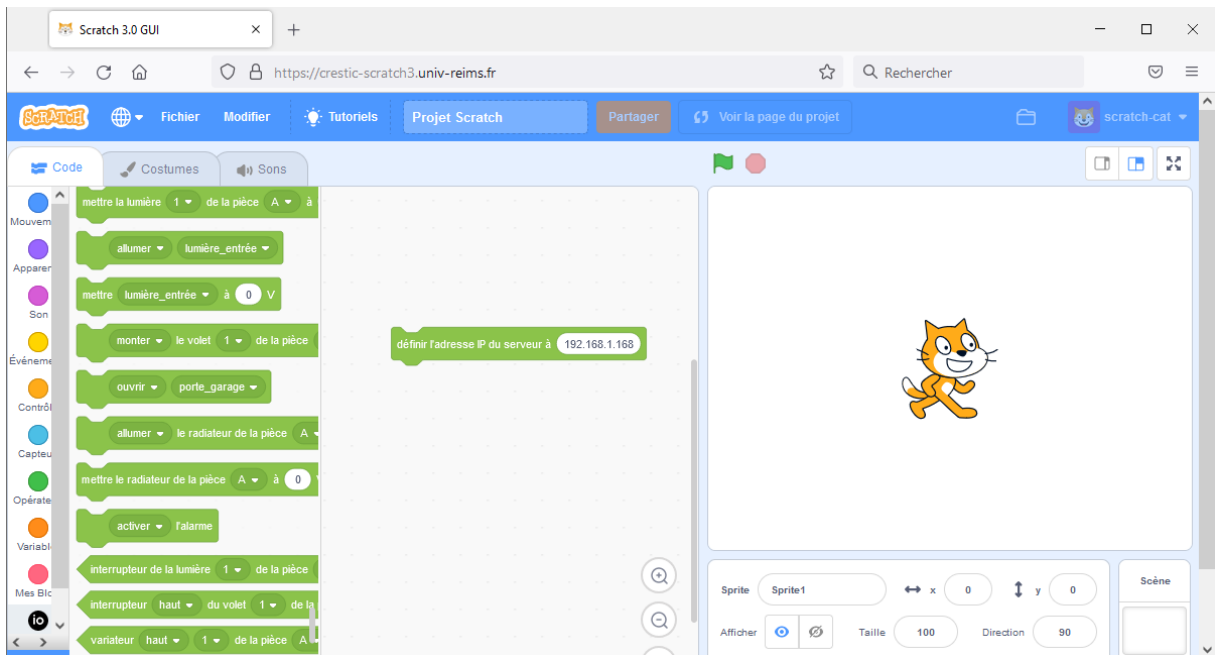 Scratch 3.0 GUI
https://crestic-scratch3.univ-reims.fr
Rechercher
SCRATCH Fichier Modifier Tutoriels Projet Scratch Partager Voir la page du projet scratch-cat
Code Costumes Sons
Mouvem
Apparen
Son
Événeme
Contrôl
Capteu
Opérate
Variabl
Mes Blo
io
mettre la lumière 1 de la pièce A à
allumer lumière_entrée
mettre lumière_entrée à 0 V
monter le volet 1 de la pièce
ouvrir porte_garage
allumer le radiateur de la pièce A
mettre le radiateur de la pièce A à 0
activer l'alarme
interrupteur de la lumière 1 de la pièce
interrupteur haut du volet 1 de la
variateur haut 1 de la pièce A
définir l'adresse IP du serveur à 192.168.1.168
Sprite Sprite1 x 0 y 0
Afficher Taille 100 Direction 90
Scène